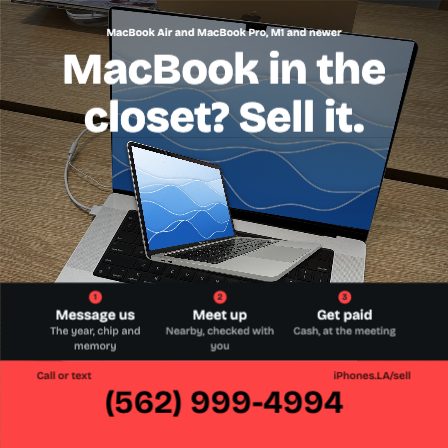 MacBook Air and MacBook Pro, M1 and newer
MacBook in the
closet? Sell it.
1
2
3
Message us
Meet up
Get paid
The year, chip and
memory
Nearby, checked with
you
Cash, at the meeting
Call or text
iPhones.LA/sell
(562) 999-4994